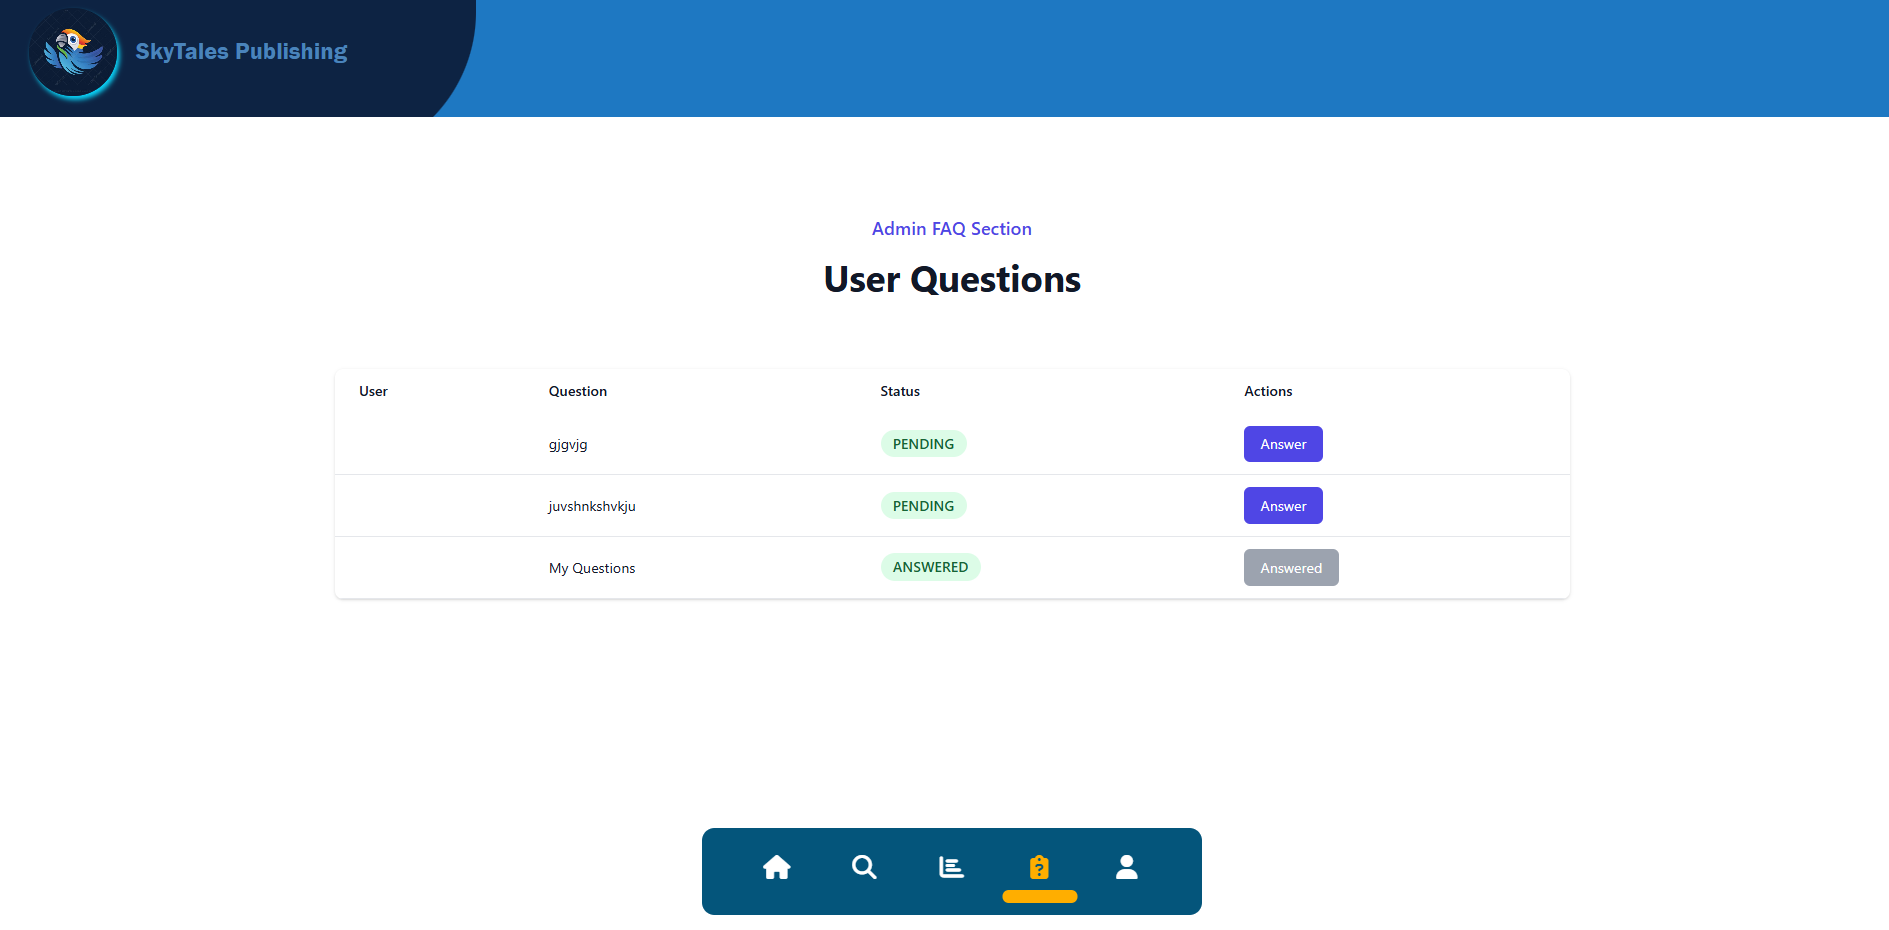 SkyTales Publishing
Admin FAQ Section
User Questions
User Question Status Actions
gjgvjg PENDING Answer
juvshnkshvkju PENDING Answer
My Questions ANSWERED Answered
?